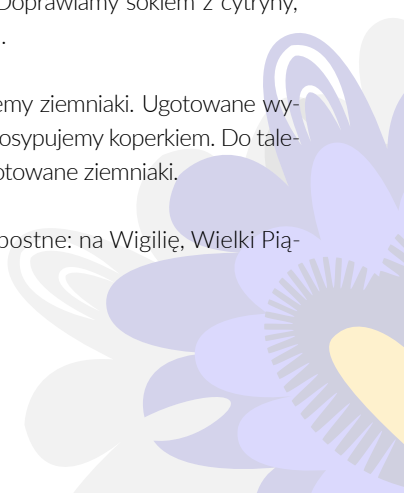 Doprawiamy sokiem z cytryny,
.
emy ziemniaki. Ugotowane wy-
osypujemy koperkiem. Do tale-
otowane ziemniaki.
postne: na Wigilię, Wielki Pią-